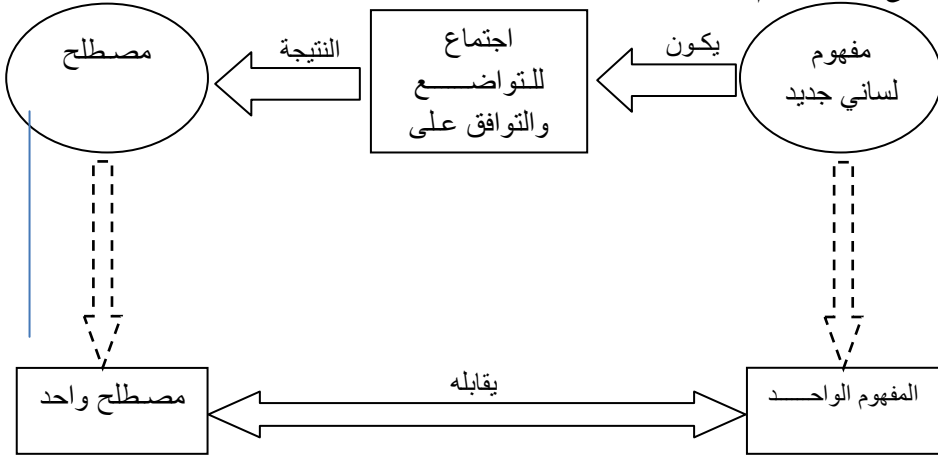 مفهوم
لساني جديد
يكون
اجتماع
للتواضع
والتوافق على
النتيجة
مصطلح
المفهوم الواحد
يقابله
مصطلح واحد